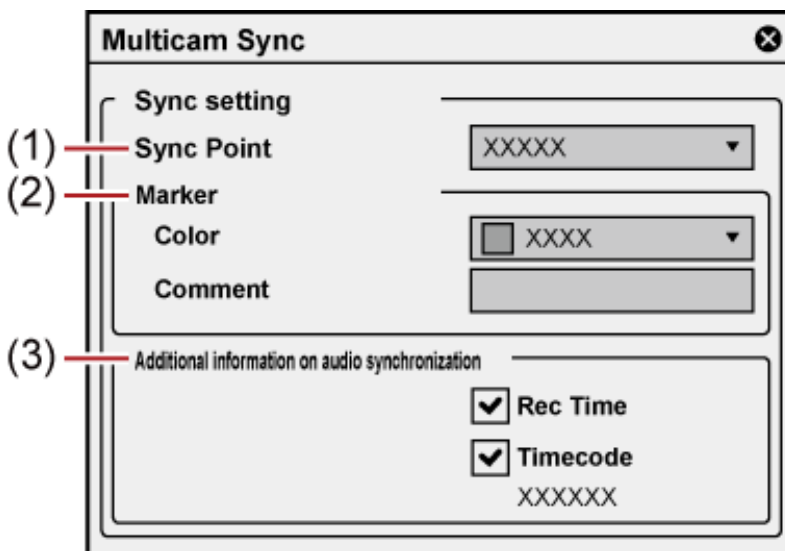 Multicam Sync
Sync setting
(1) Sync Point XXXXX
(2) Marker
Color XXXX
Comment
(3) Additional information on audio synchronization
Rec Time
Timecode
XXXXXX